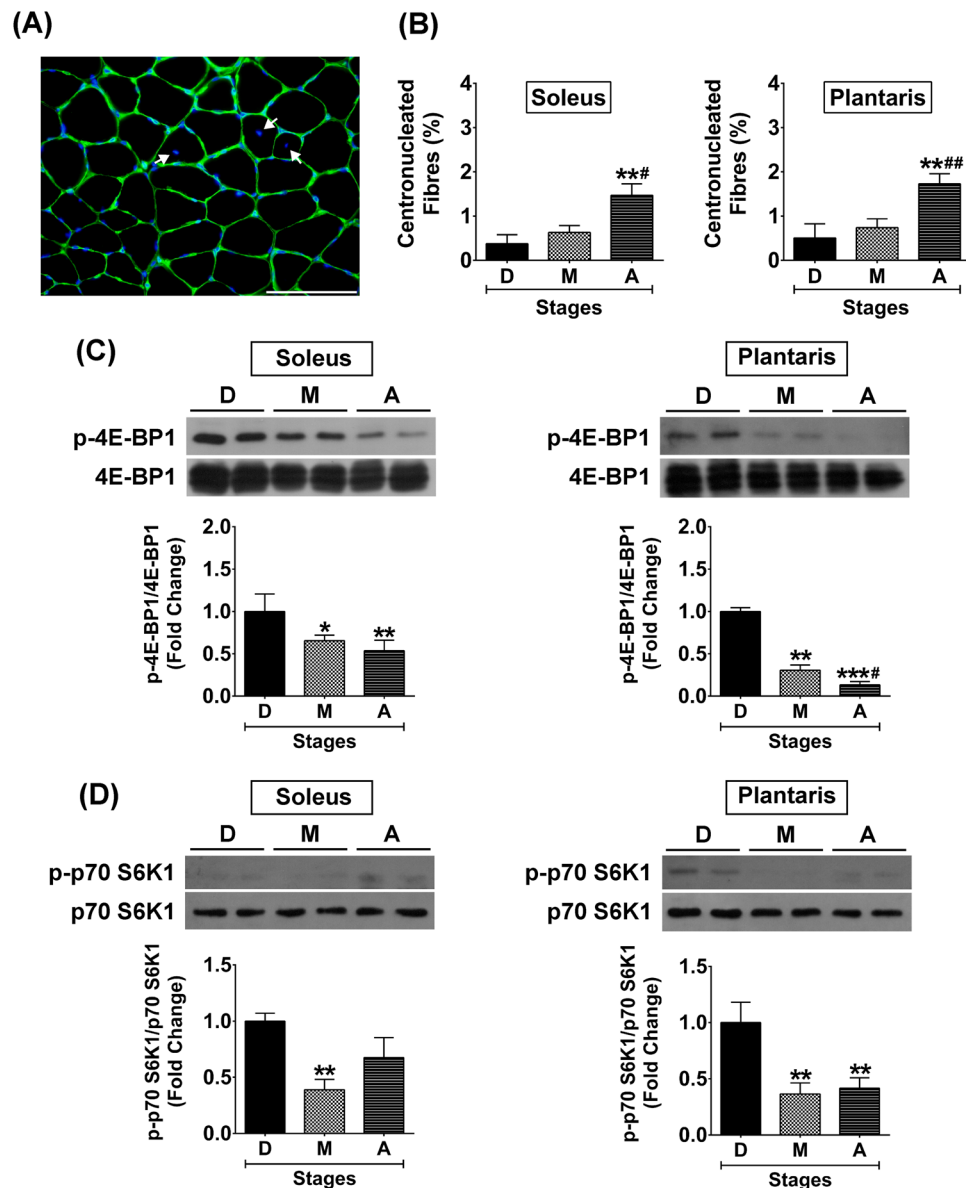 (A)
(B)
Soleus
Centronucleated
Fibres (%)
4
3
2
1
0
**#
D M A
Stages
Plantaris
Centronucleated
Fibres (%)
4
3
2
1
0
**##
D M A
Stages
(C)
Soleus
D M A
p-4E-BP1
4E-BP1
p-4E-BP1/4E-BP1
(Fold Change)
2.0
1.5
1.0
0.5
0.0
*
**
D M A
Stages
Plantaris
D M A
p-4E-BP1
4E-BP1
p-4E-BP1/4E-BP1
(Fold Change)
2.0
1.5
1.0
0.5
0.0
**
***#
D M A
Stages
(D)
Soleus
D M A
p-p70 S6K1
p70 S6K1
p-p70 S6K1/p70 S6K1
(Fold Change)
1.5
1.0
0.5
0.0
**
D M A
Stages
Plantaris
D M A
p-p70 S6K1
p70 S6K1
p-p70 S6K1/p70 S6K1
(Fold Change)
1.5
1.0
0.5
0.0
**
**
D M A
Stages